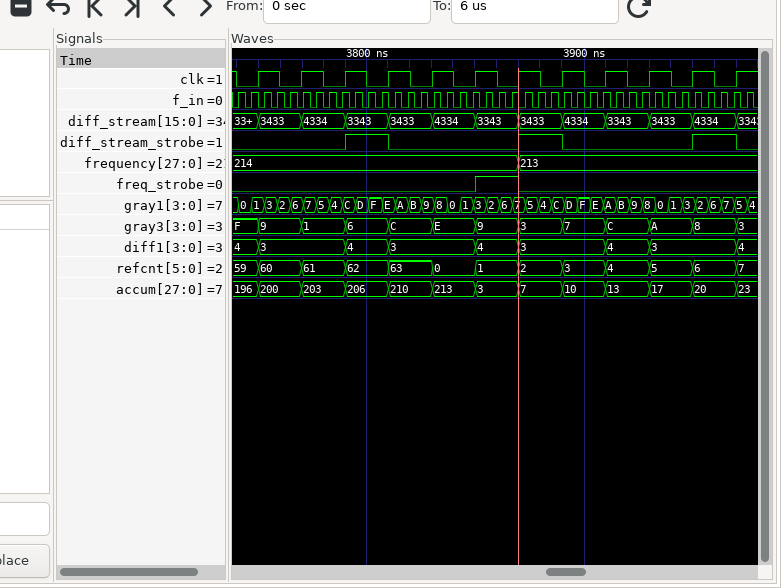 From: 0 sec To: 6 us
Signals Waves
Time 3800 ns 3900 ns
clk=1
f_in=0
diff_stream[15:0]=34 33+ 3433 4334 3343 3433 4334 3343 3433 4334 3343 3433 4334 3343
diff_stream_strobe=1
frequency[27:0]=21 214 213
freq_strobe=0
gray1[3:0]=7 0 1 3 2 6 7 5 4 C D F E A B 9 8 0 1 3 2 6 7 5 4 C D F E A B 9 8 0 1 3 2 6 7 5 4
gray3[3:0]=3 F 9 1 6 C E 9 3 7 C A 8 3
diff1[3:0]=3 4 3 4 3 4 3 4 3 4
refcnt[5:0]=2 59 60 61 62 63 0 1 2 3 4 5 6 7
accum[27:0]=7 196 200 203 206 210 213 3 7 10 13 17 20 23
place